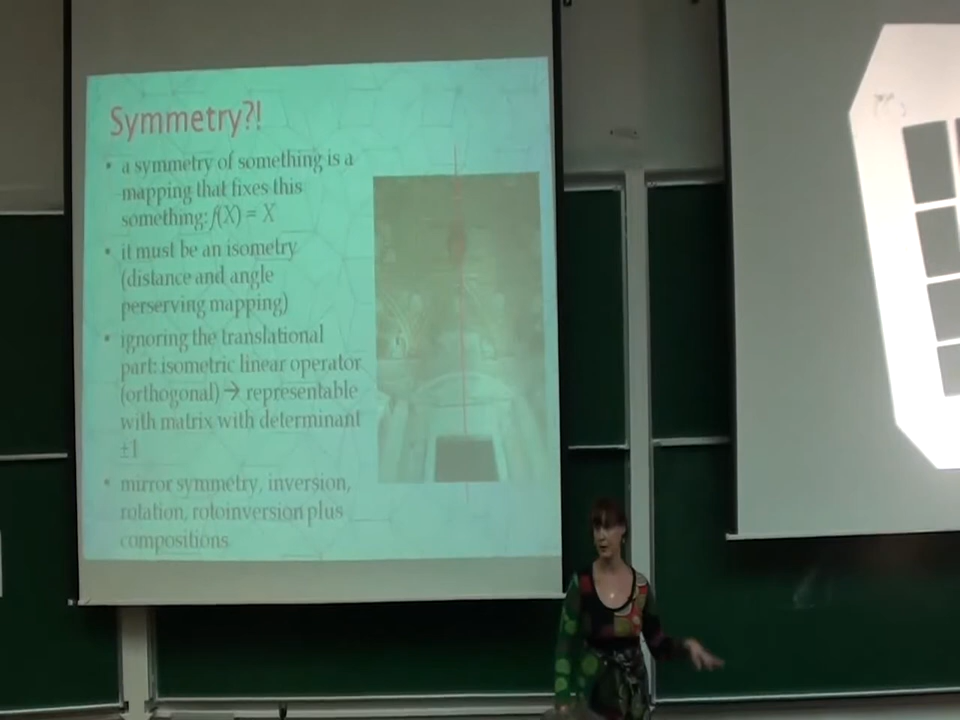 Symmetry?!
• a symmetry of something is a
mapping that fixes this
something: f(X) = X
• it must be an isometry
(distance and angle
perserving mapping)
• ignoring the translational
part: isometric linear operator
(orthogonal) → representable
with matrix with determinant
±1
• mirror symmetry, inversion,
rotation, rotoinversion plus
compositions